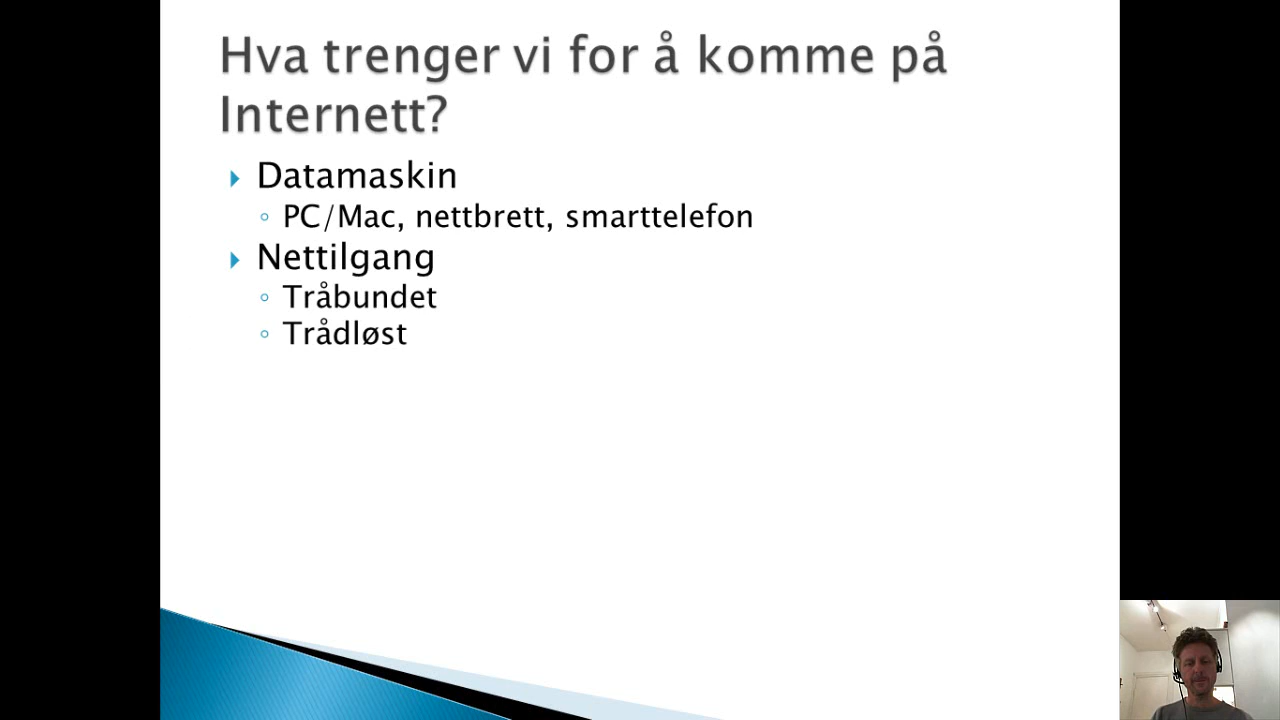 Hva trenger vi for å komme på
Internett?
Datamaskin
PC/Mac, nettbrett, smarttelefon
Nettilgang
Tråbundet
Trådløst